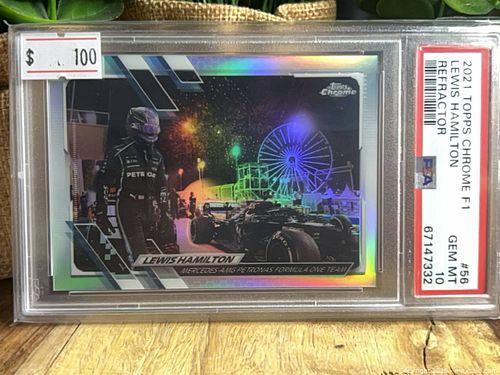 $ 100
Topps
Chrome
PETRONAS
LEWIS HAMILTON
MERCEDES-AMG PETRONAS FORMULA ONE TEAM
2021 TOPPS CHROME F1 #56
LEWIS HAMILTON GEM MT
REFRACTOR 10
PSA 67147332